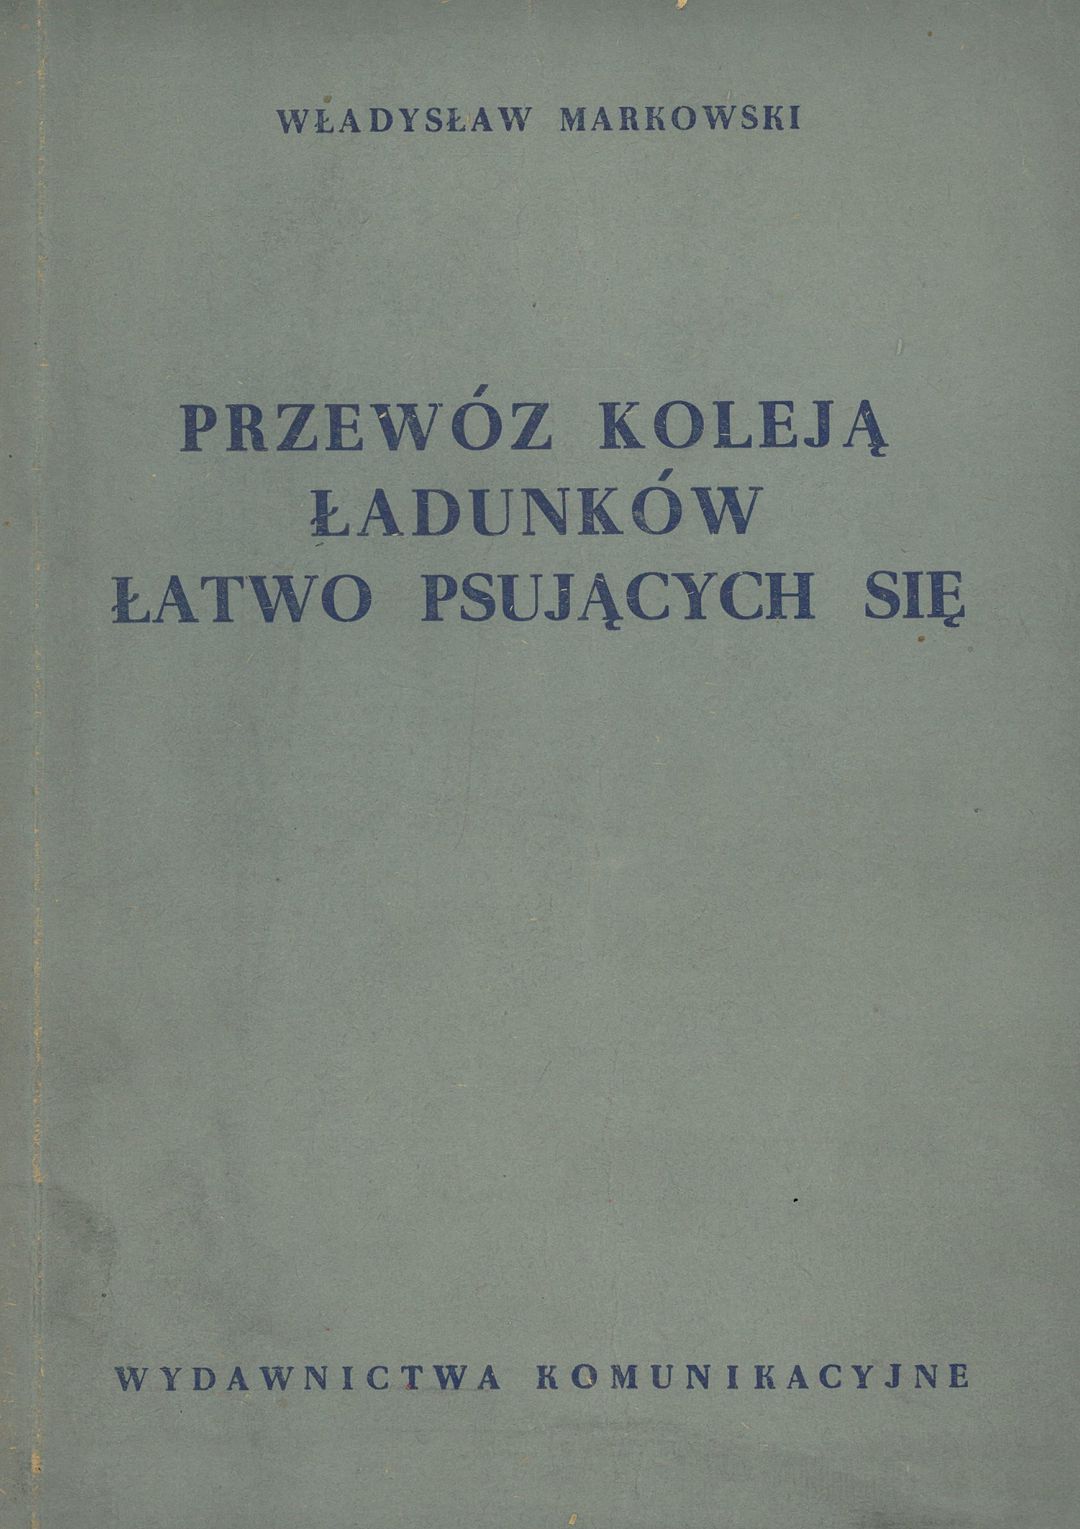 WŁADYSŁAW MARKOWSKI
PRZEWÓZ KOLEJĄ
ŁADUNKÓW
ŁATWO PSUJĄCYCH SIĘ
WYDAWNICTWA KOMUNIKACYJNE